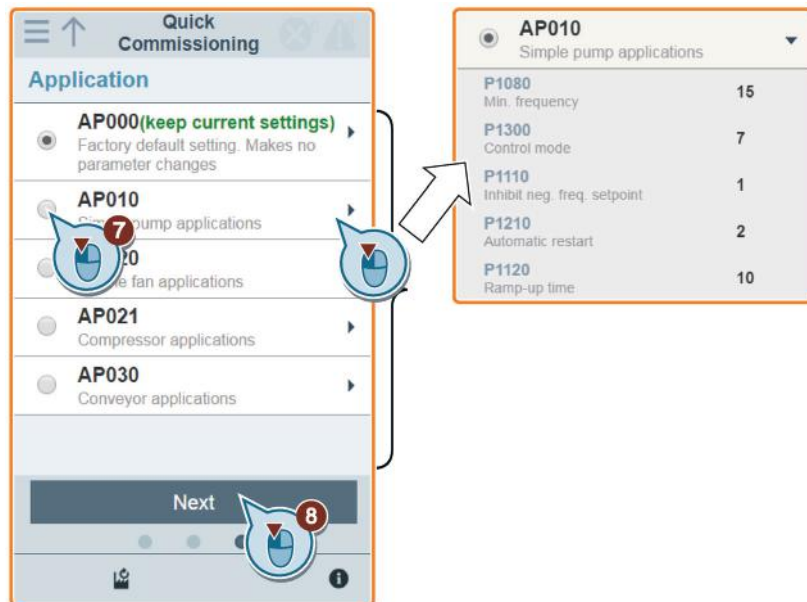 Quick
Commissioning
Application
AP000(keep current settings)
Factory default setting. Makes no
parameter changes
AP010
pump applications
7
20
fan applications
AP021
Compressor applications
AP030
Conveyor applications
Next
8
AP010
Simple pump applications
P1080 15
Min. frequency
P1300 7
Control mode
P1110 1
Inhibit neg. freq. setpoint
P1210 2
Automatic restart
P1120 10
Ramp-up time